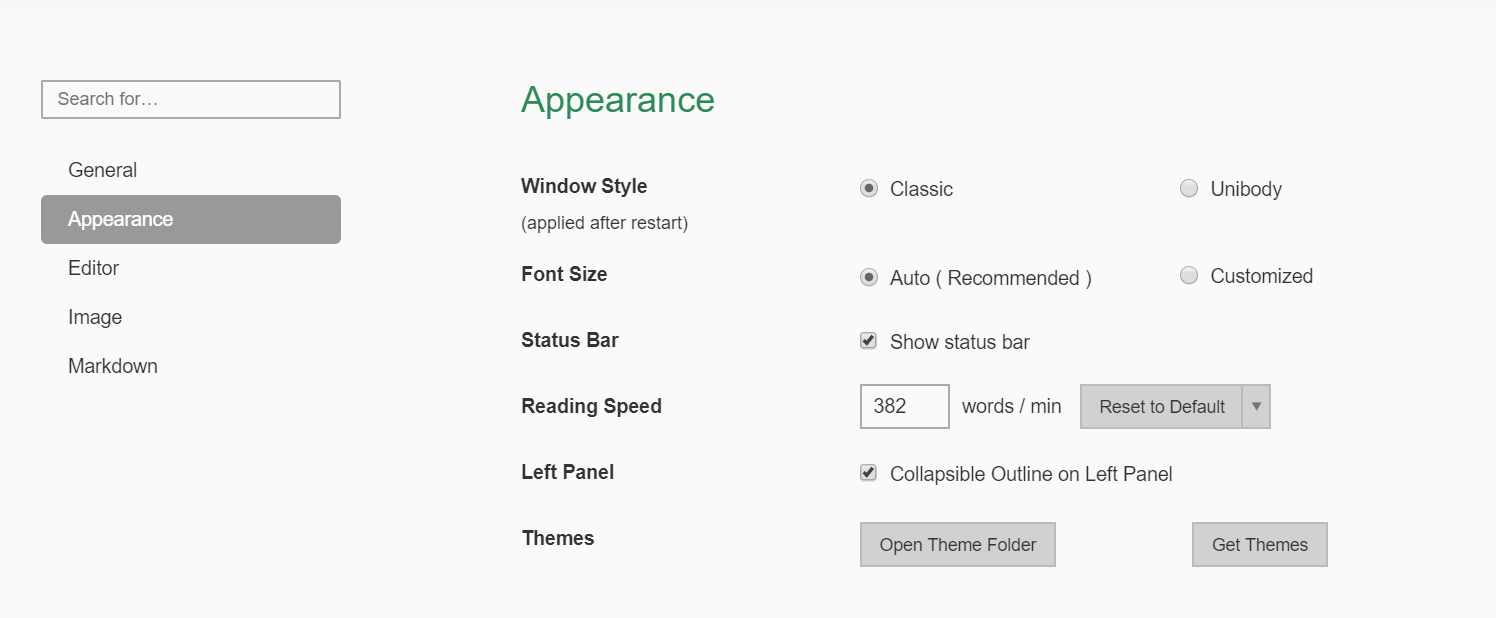 Search for…
General
Appearance
Editor
Image
Markdown
Appearance
Window Style
(applied after restart)
Classic
Unibody
Font Size
Auto ( Recommended )
Customized
Status Bar
Show status bar
Reading Speed
382
words / min
Reset to Default
Left Panel
Collapsible Outline on Left Panel
Themes
Open Theme Folder
Get Themes